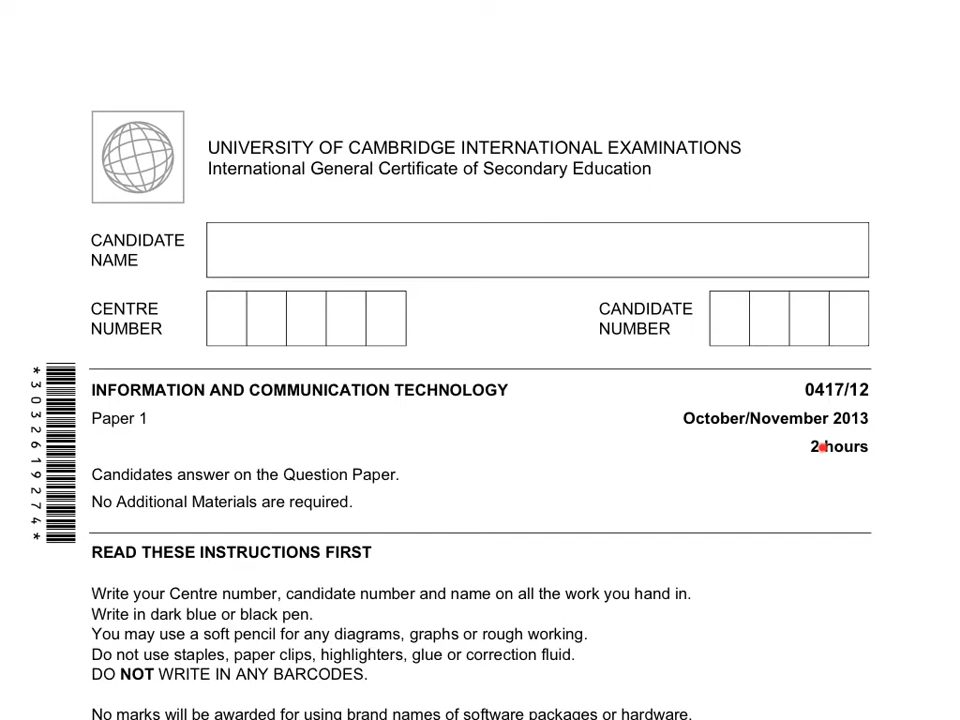 UNIVERSITY OF CAMBRIDGE INTERNATIONAL EXAMINATIONS
International General Certificate of Secondary Education
CANDIDATE
NAME
CENTRE
NUMBER
CANDIDATE
NUMBER
*3032619274*
INFORMATION AND COMMUNICATION TECHNOLOGY 0417/12
Paper 1 October/November 2013
2 hours
Candidates answer on the Question Paper.
No Additional Materials are required.
READ THESE INSTRUCTIONS FIRST
Write your Centre number, candidate number and name on all the work you hand in.
Write in dark blue or black pen.
You may use a soft pencil for any diagrams, graphs or rough working.
Do not use staples, paper clips, highlighters, glue or correction fluid.
DO NOT WRITE IN ANY BARCODES.
No marks will be awarded for using brand names of software packages or hardware.